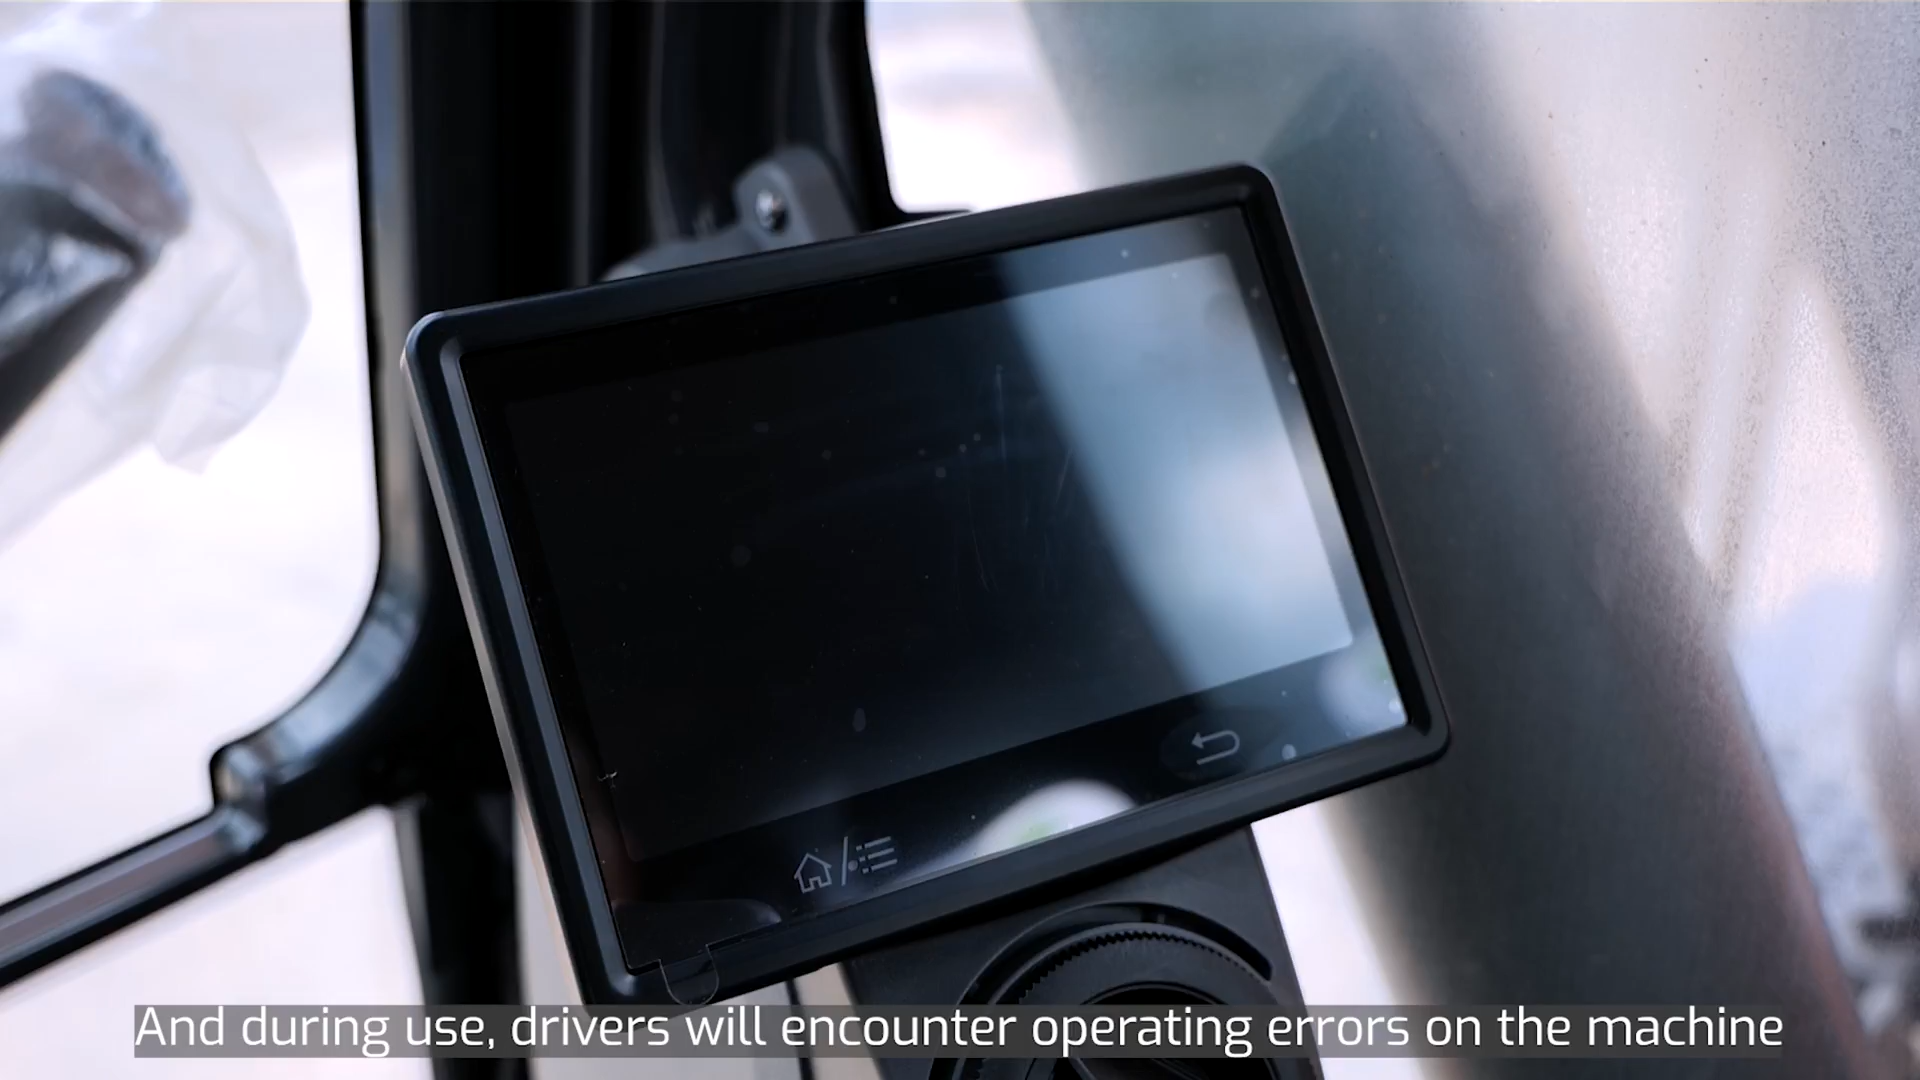 And during use, drivers will encounter operating errors on the machine